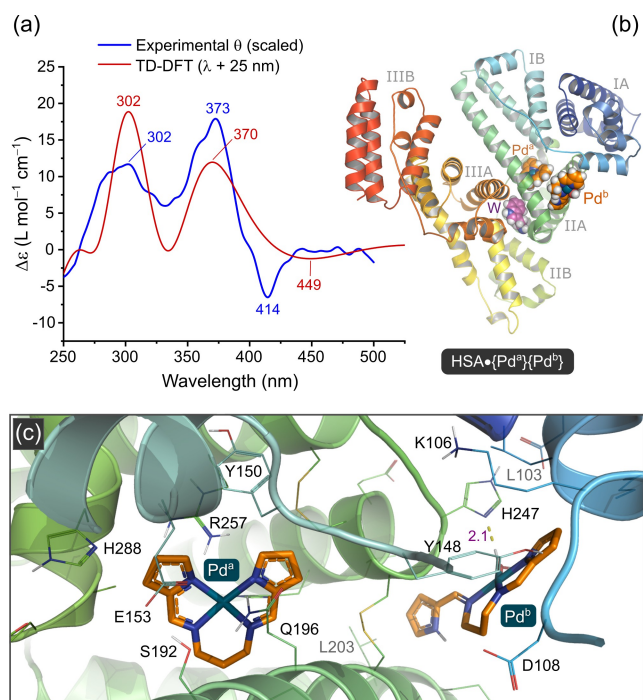 (a)
(b)
Experimental θ (scaled)
TD-DFT (λ + 25 nm)
25
20
15
10
5
0
-5
-10
Δε (L mol⁻¹ cm⁻¹)
302
302
373
370
414
449
250 300 350 400 450 500
Wavelength (nm)
IIIB
IB
IA
IIIA
Pdᵃ
Pdᵇ
W
IIA
IIB
HSA•{Pdᵃ}{Pdᵇ}
(c)
K106
L103
Y150
H247
R257
2.1
H288
Y148
Pdᵃ
E153
Pdᵇ
Q196
S192
L203
D108